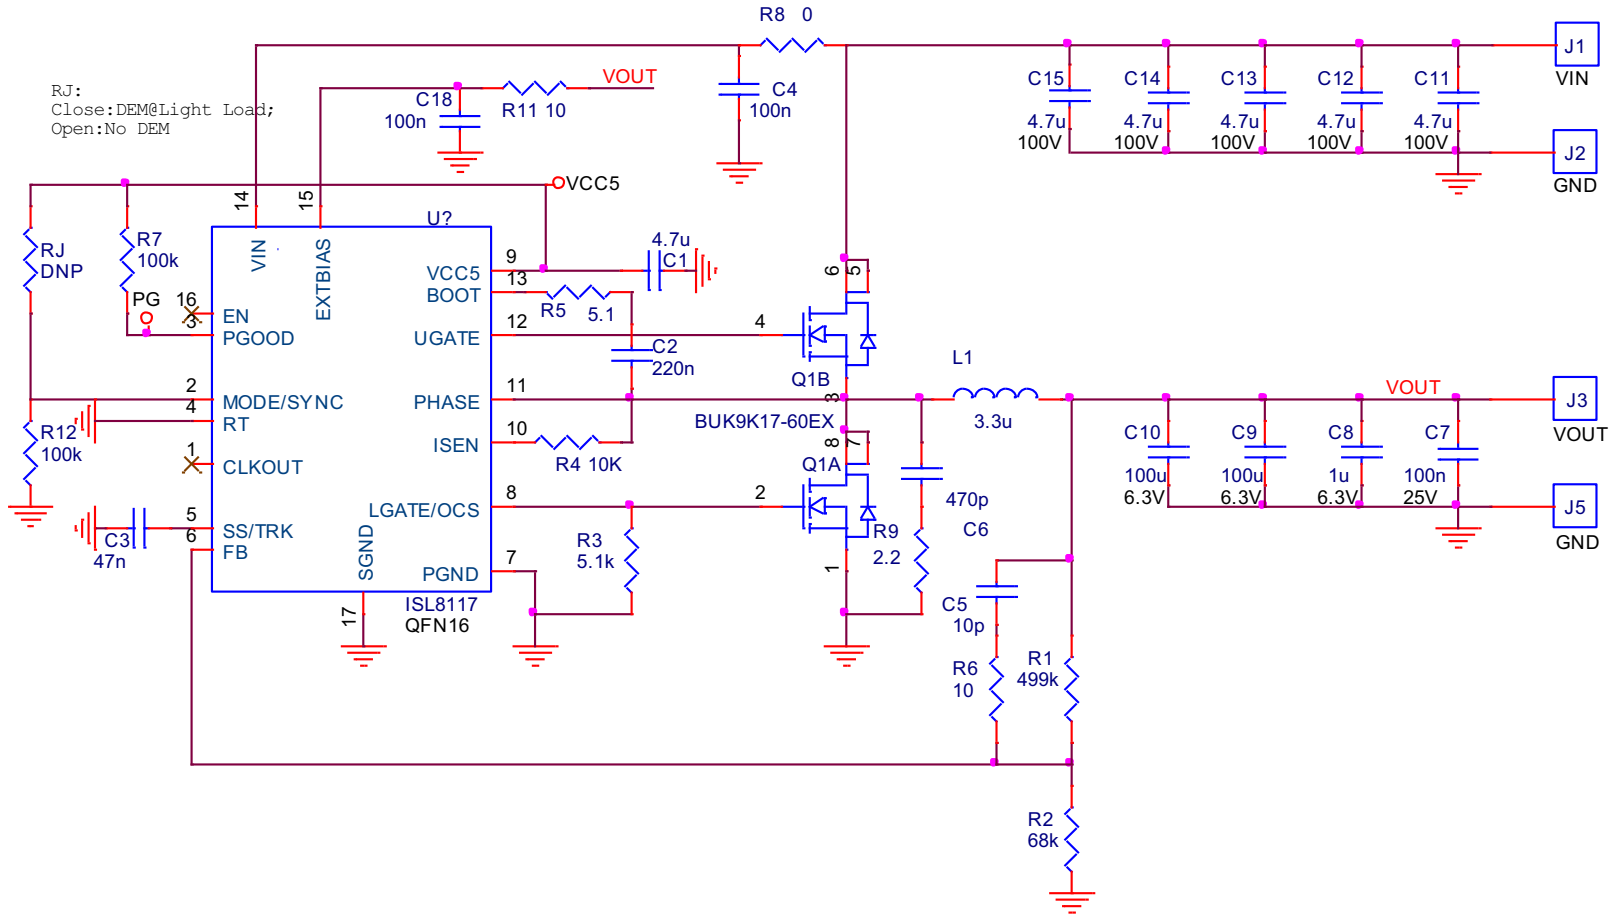 R8 0
J1
VIN
RJ:
Close:DEM@Light Load;
Open:No DEM
C18
100n
R11 10
VOUT
C4
100n
C15
4.7u
100V
C14
4.7u
100V
C13
4.7u
100V
C12
4.7u
100V
C11
4.7u
100V
J2
GND
VCC5
14
15
U?
RJ
DNP
R7
100k
PG
VIN
EXTBIAS
16
EN
3
PGOOD
2
MODE/SYNC
4
RT
R12
100k
1
CLKOUT
5
SS/TRK
6
FB
C3
47n
SGND
17
9
VCC5
13
BOOT
12
UGATE
11
PHASE
10
ISEN
8
LGATE/OCS
7
PGND
ISL8117
QFN16
4.7u
C1
R5
5.1
C2
220n
R4 10K
R3
5.1k
6
5
4
Q1B
3
BUK9K17-60EX
8
7
Q1A
2
1
L1
3.3u
470p
C6
R9
2.2
C5
10p
R6
10
R1
499k
R2
68k
VOUT
C10
100u
6.3V
C9
100u
6.3V
C8
1u
6.3V
C7
100n
25V
J3
VOUT
J5
GND